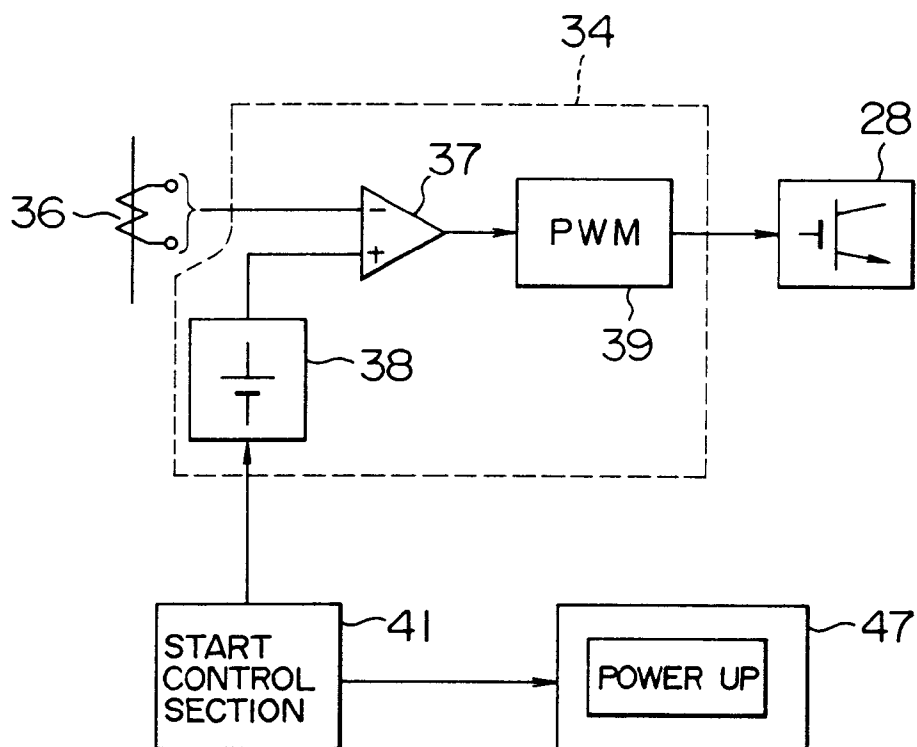 34
28
37
36
-
+
PWM
39
38
41
47
START
CONTROL
SECTION
POWER UP